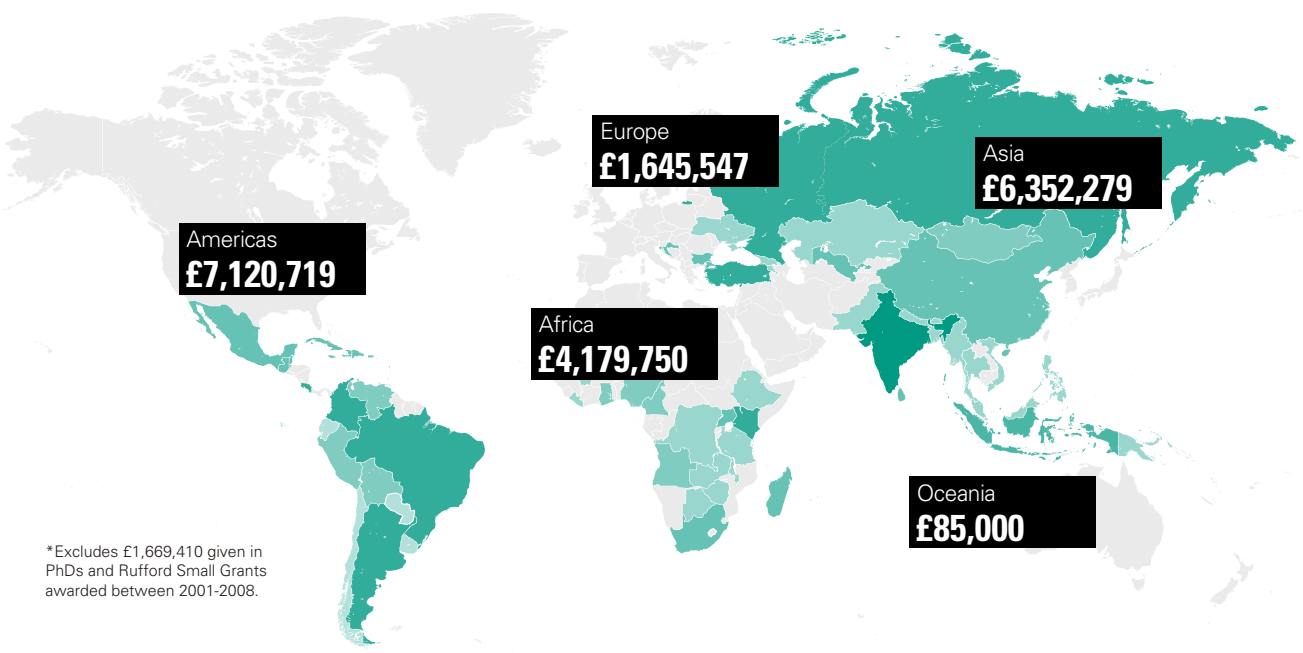 Europe
£1,645,547
Asia
£6,352,279
Americas
£7,120,719
Africa
£4,179,750
Oceania
£85,000
*Excludes £1,669,410 given in
PhDs and Rufford Small Grants
awarded between 2001-2008.